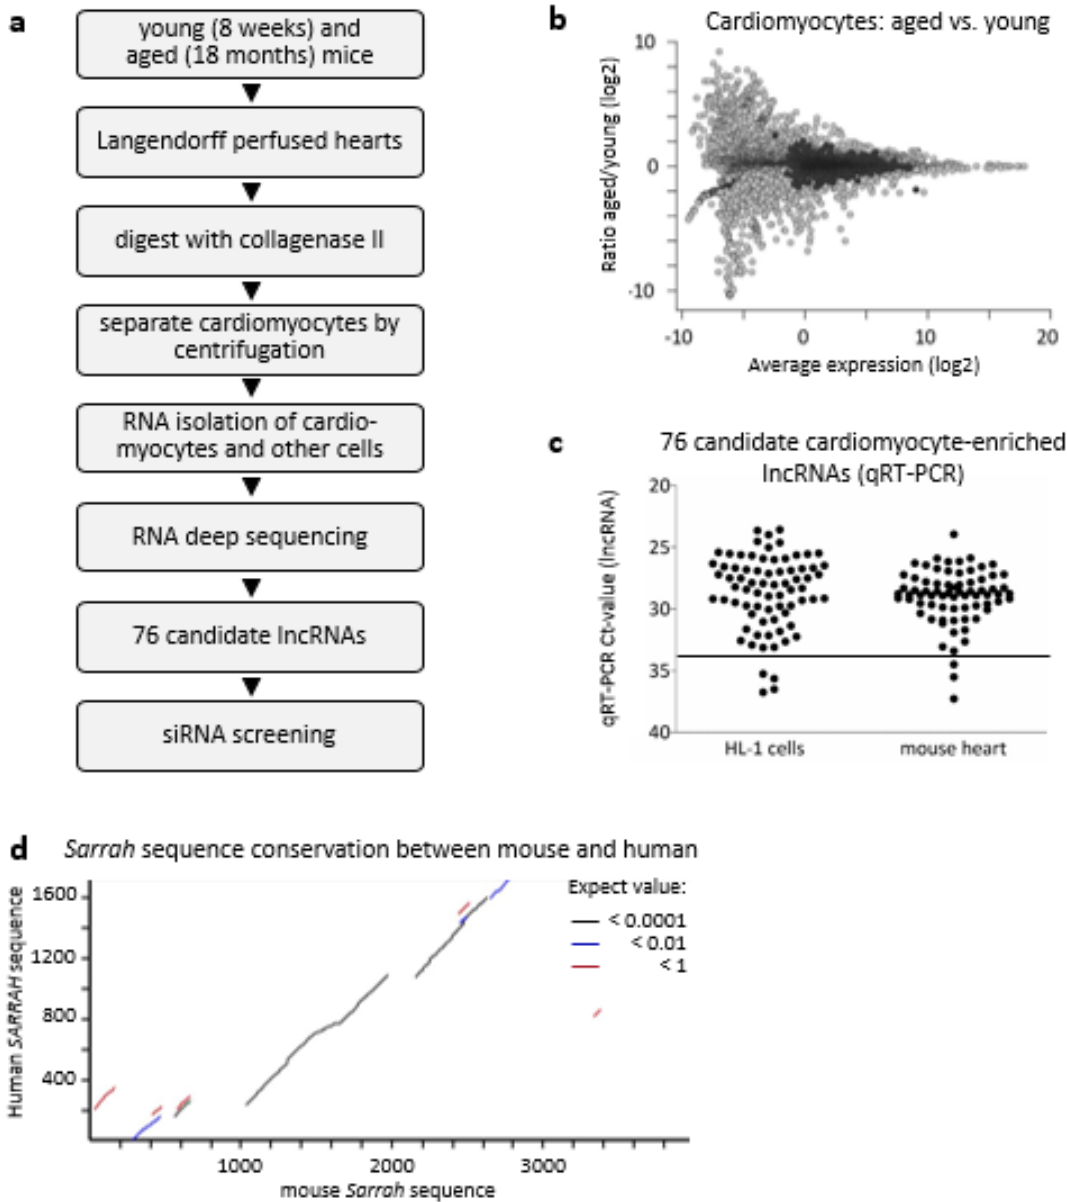 a
young (8 weeks) and
aged (18 months) mice
Langendorff perfused hearts
digest with collagenase II
separate cardiomyocytes by
centrifugation
RNA isolation of cardio-
myocytes and other cells
RNA deep sequencing
76 candidate lncRNAs
siRNA screening
b
Cardiomyocytes: aged vs. young
Ratio aged/young (log2)
10
0
-10
-10 0 10 20
Average expression (log2)
c
76 candidate cardiomyocyte-enriched
lncRNAs (qRT-PCR)
qRT-PCR Ct-value (lncRNA)
20
25
30
35
40
HL-1 cells mouse heart
d
Sarrah sequence conservation between mouse and human
Human SARRAH sequence
1600
1200
800
400
Expect value:
< 0.0001
< 0.01
< 1
1000 2000 3000
mouse Sarrah sequence